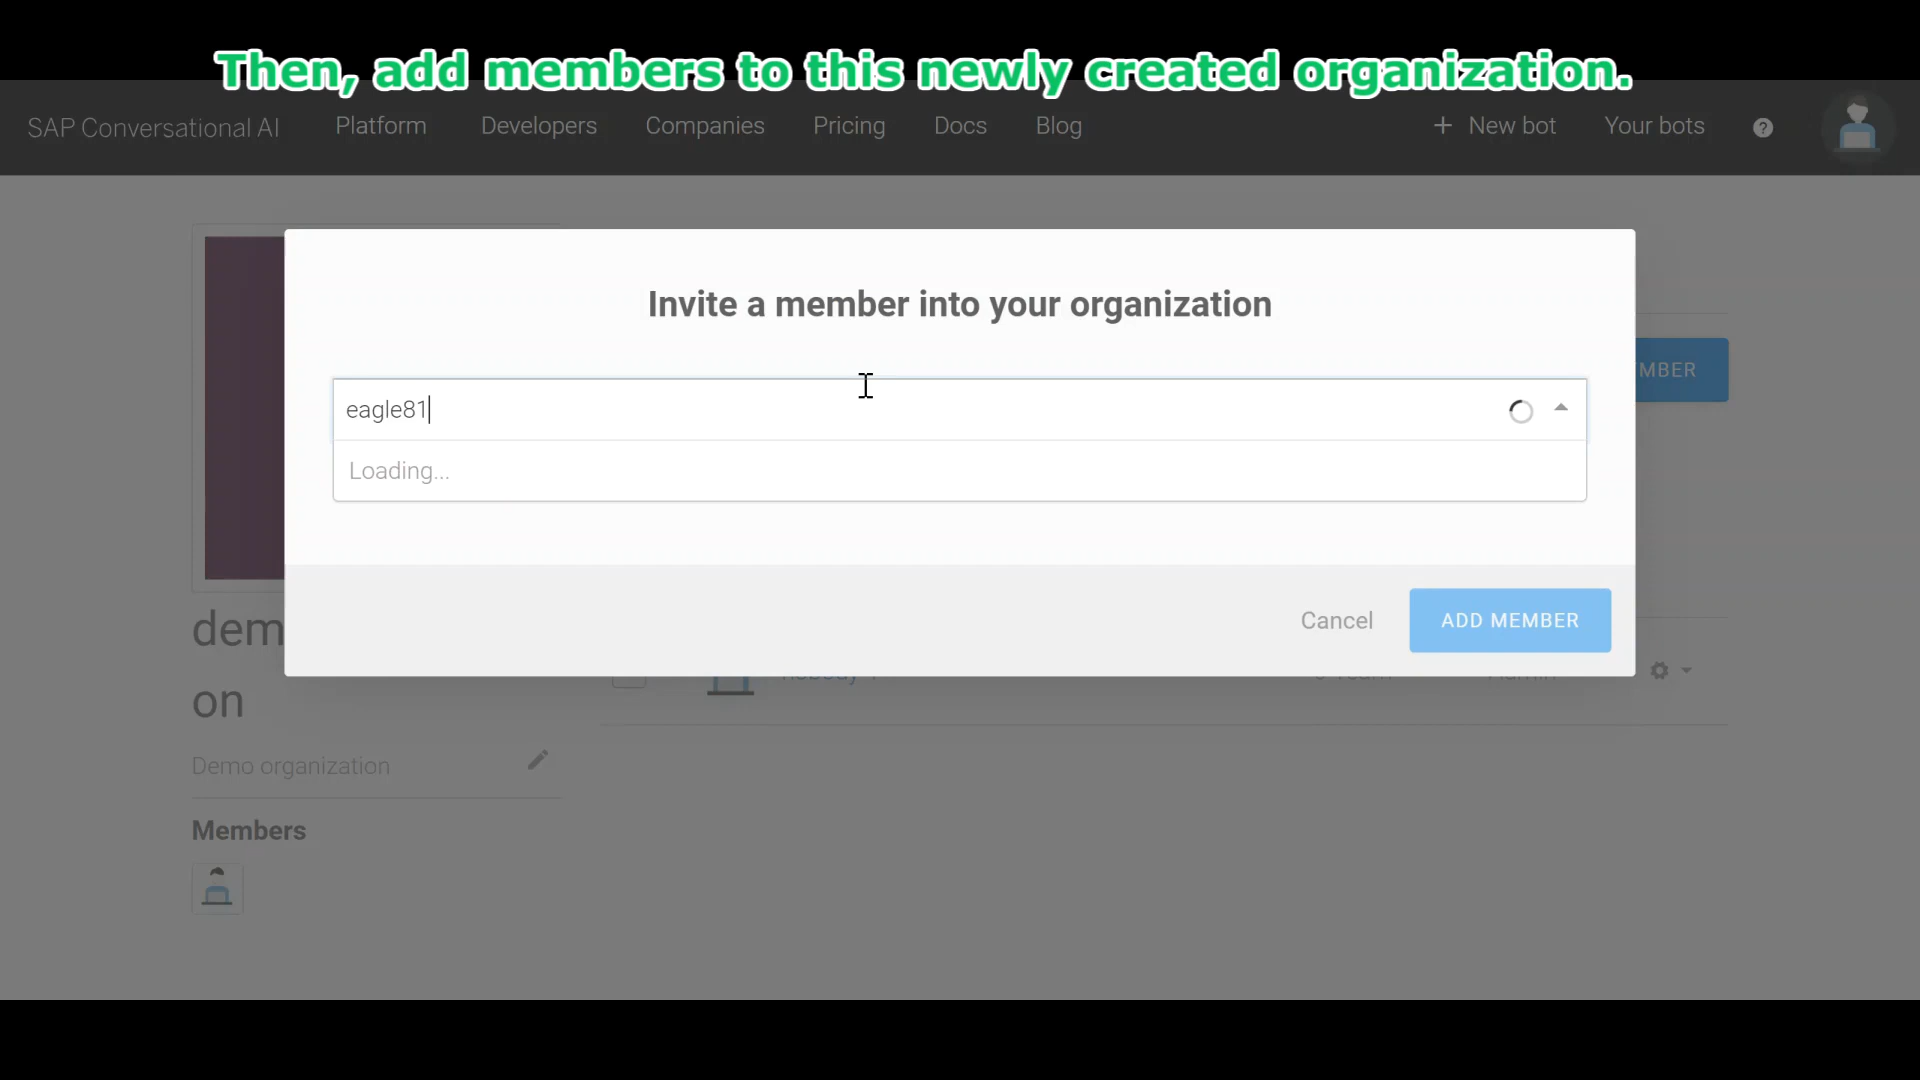 Then, add members to this newly created organization.
SAP Conversational AI Platform Developers Companies Pricing Docs Blog + New bot Your bots ?
Invite a member into your organization
MBER
eagle81
Loading...
Cancel ADD MEMBER
dem
on
Demo organization
Members